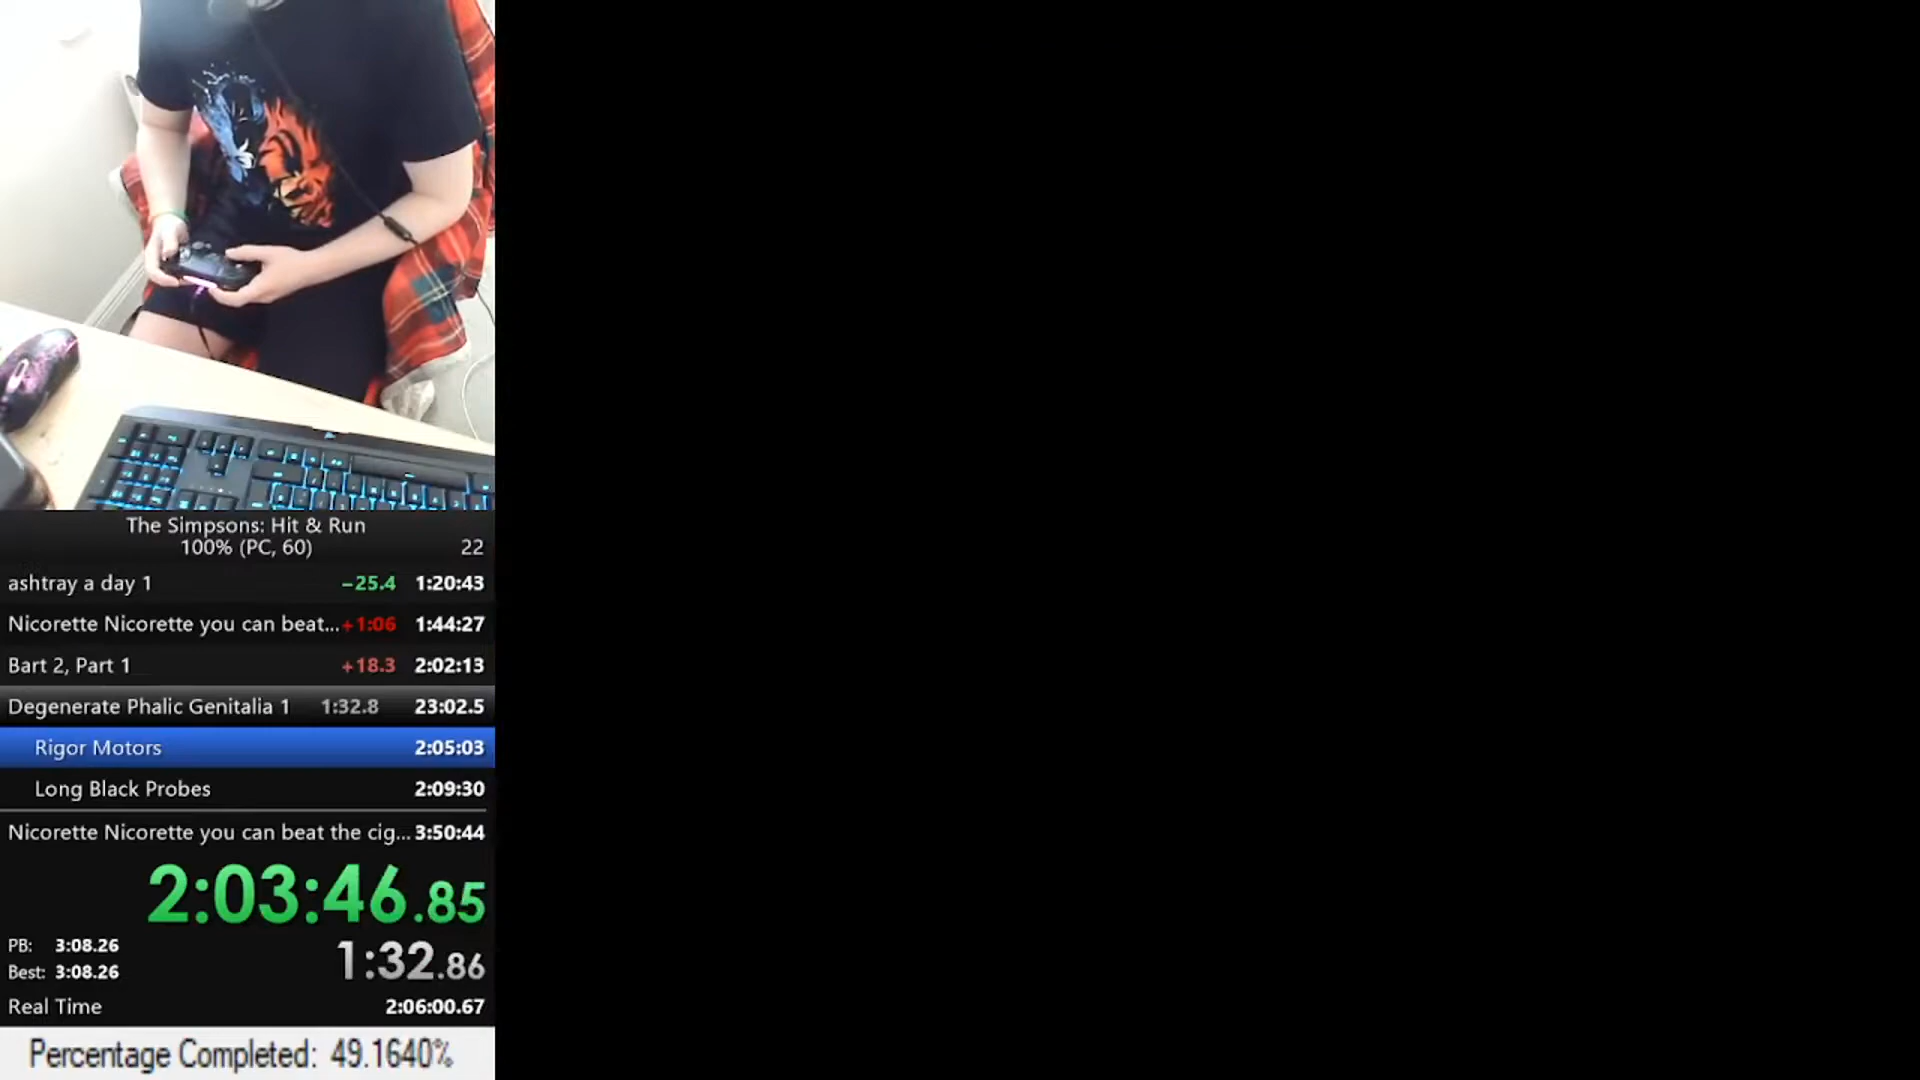 The Simpsons: Hit & Run
100% (PC, 60) 22
ashtray a day 1 −25.4 1:20:43
Nicorette Nicorette you can beat... +1:06 1:44:27
Bart 2, Part 1 +18.3 2:02:13
Degenerate Phalic Genitalia 1 1:32.8 23:02.5
Rigor Motors 2:05:03
Long Black Probes 2:09:30
Nicorette Nicorette you can beat the cig... 3:50:44
2:03:46.85
PB: 3:08.26 1:32.86
Best: 3:08.26
Real Time 2:06:00.67
Percentage Completed: 49.1640%